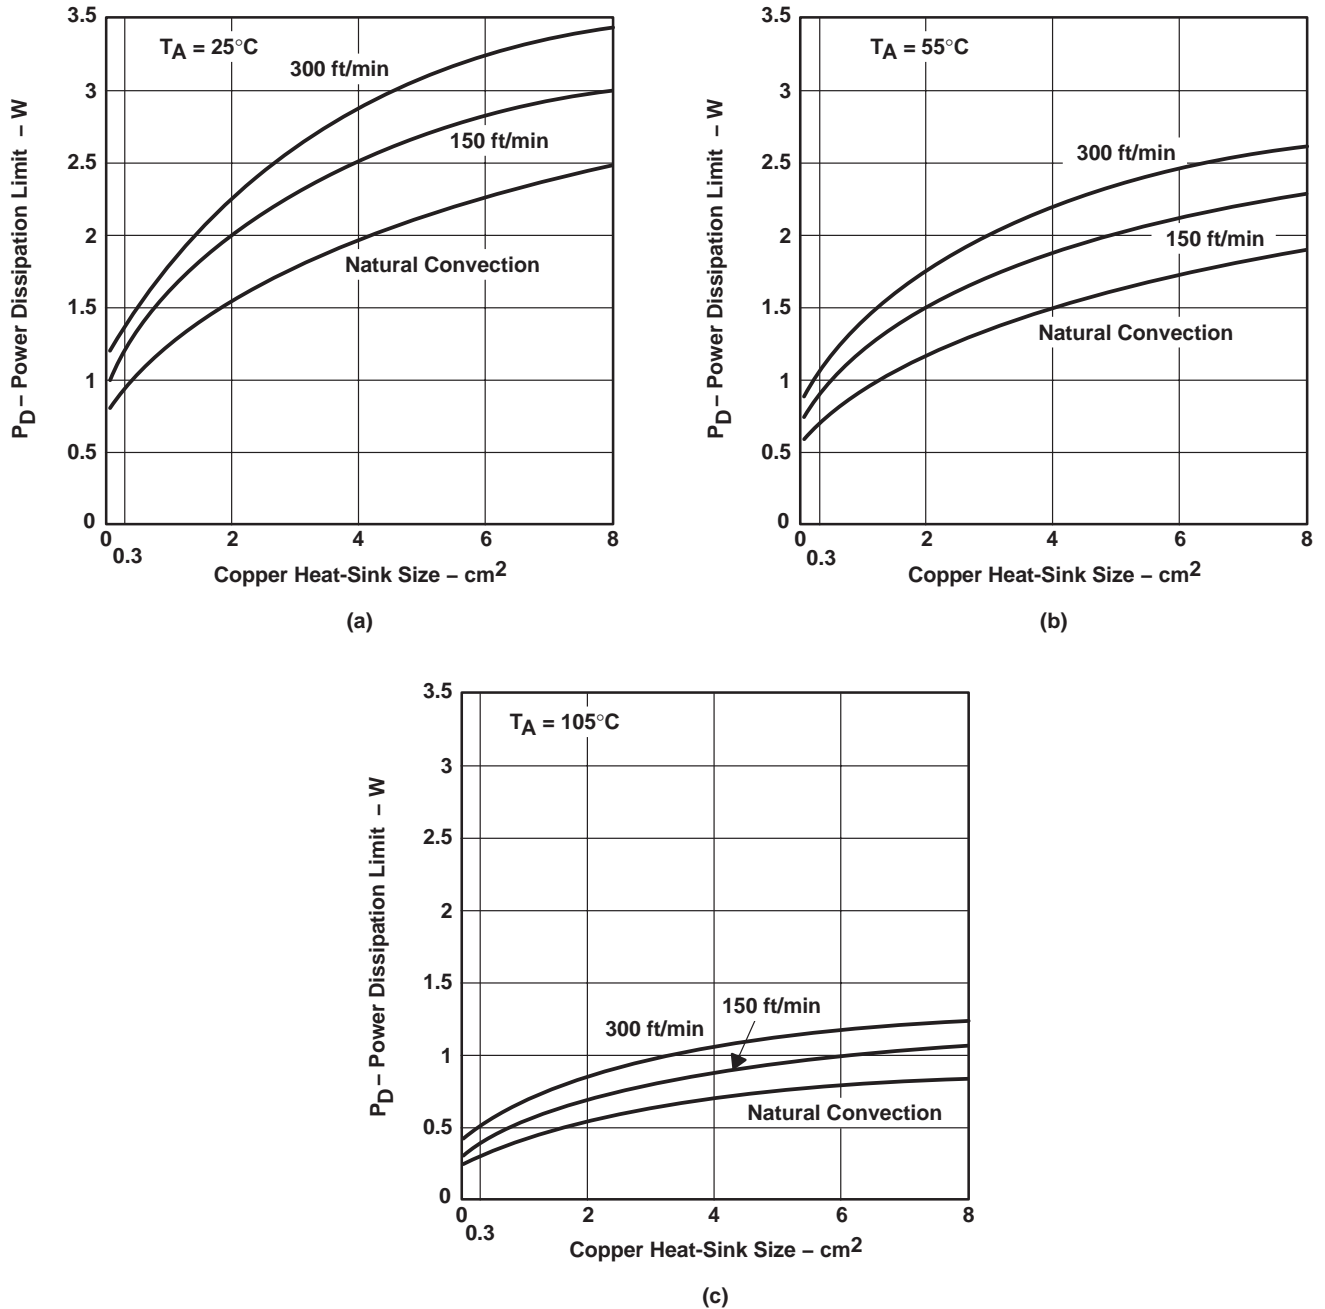 3.5
3
2.5
2
1.5
1
0.5
0
PD – Power Dissipation Limit – W
TA = 25°C
300 ft/min
150 ft/min
Natural Convection
0 2 4 6 8
0.3
Copper Heat-Sink Size – cm2
(a)
3.5
3
2.5
2
1.5
1
0.5
0
PD – Power Dissipation Limit – W
TA = 55°C
300 ft/min
150 ft/min
Natural Convection
0 2 4 6 8
0.3
Copper Heat-Sink Size – cm2
(b)
3.5
3
2.5
2
1.5
1
0.5
0
PD – Power Dissipation Limit – W
TA = 105°C
150 ft/min
300 ft/min
Natural Convection
0 2 4 6 8
0.3
Copper Heat-Sink Size – cm2
(c)